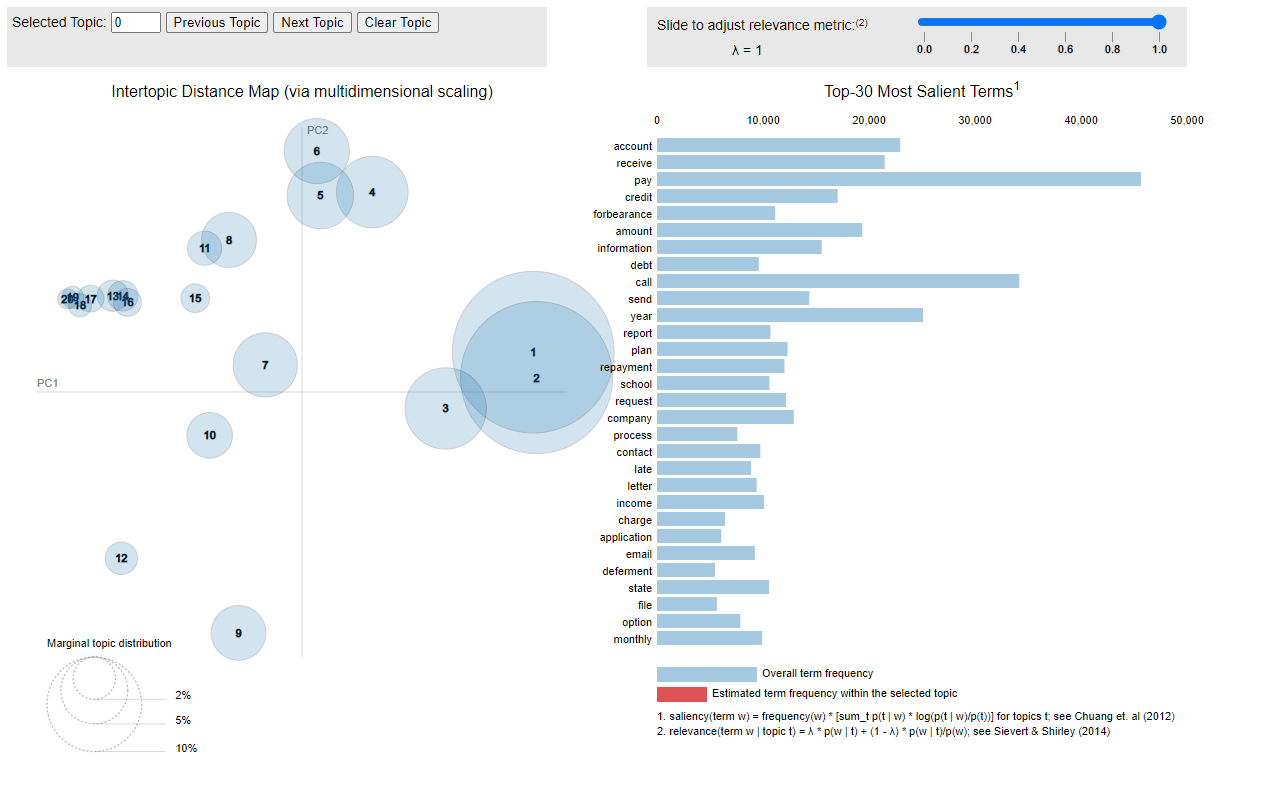 Selected Topic: 0 Previous Topic Next Topic Clear Topic
Slide to adjust relevance metric:(2)
λ = 1
0.0 0.2 0.4 0.6 0.8 1.0
Intertopic Distance Map (via multidimensional scaling)
PC2
PC1
6
5
4
8
11
15
20
19
18
17
13
14
16
7
1
2
3
10
12
9
Marginal topic distribution
2%
5%
10%
Top-30 Most Salient Terms1
0 10,000 20,000 30,000 40,000 50,000
account
receive
pay
credit
forbearance
amount
information
debt
call
send
year
report
plan
repayment
school
request
company
process
contact
late
letter
income
charge
application
email
deferment
state
file
option
monthly
Overall term frequency
Estimated term frequency within the selected topic
1. saliency(term w) = frequency(w) * [sum_t p(t | w) * log(p(t | w)/p(t))] for topics t; see Chuang et. al (2012)
2. relevance(term w | topic t) = λ * p(w | t) + (1 - λ) * p(w | t)/p(w); see Sievert & Shirley (2014)